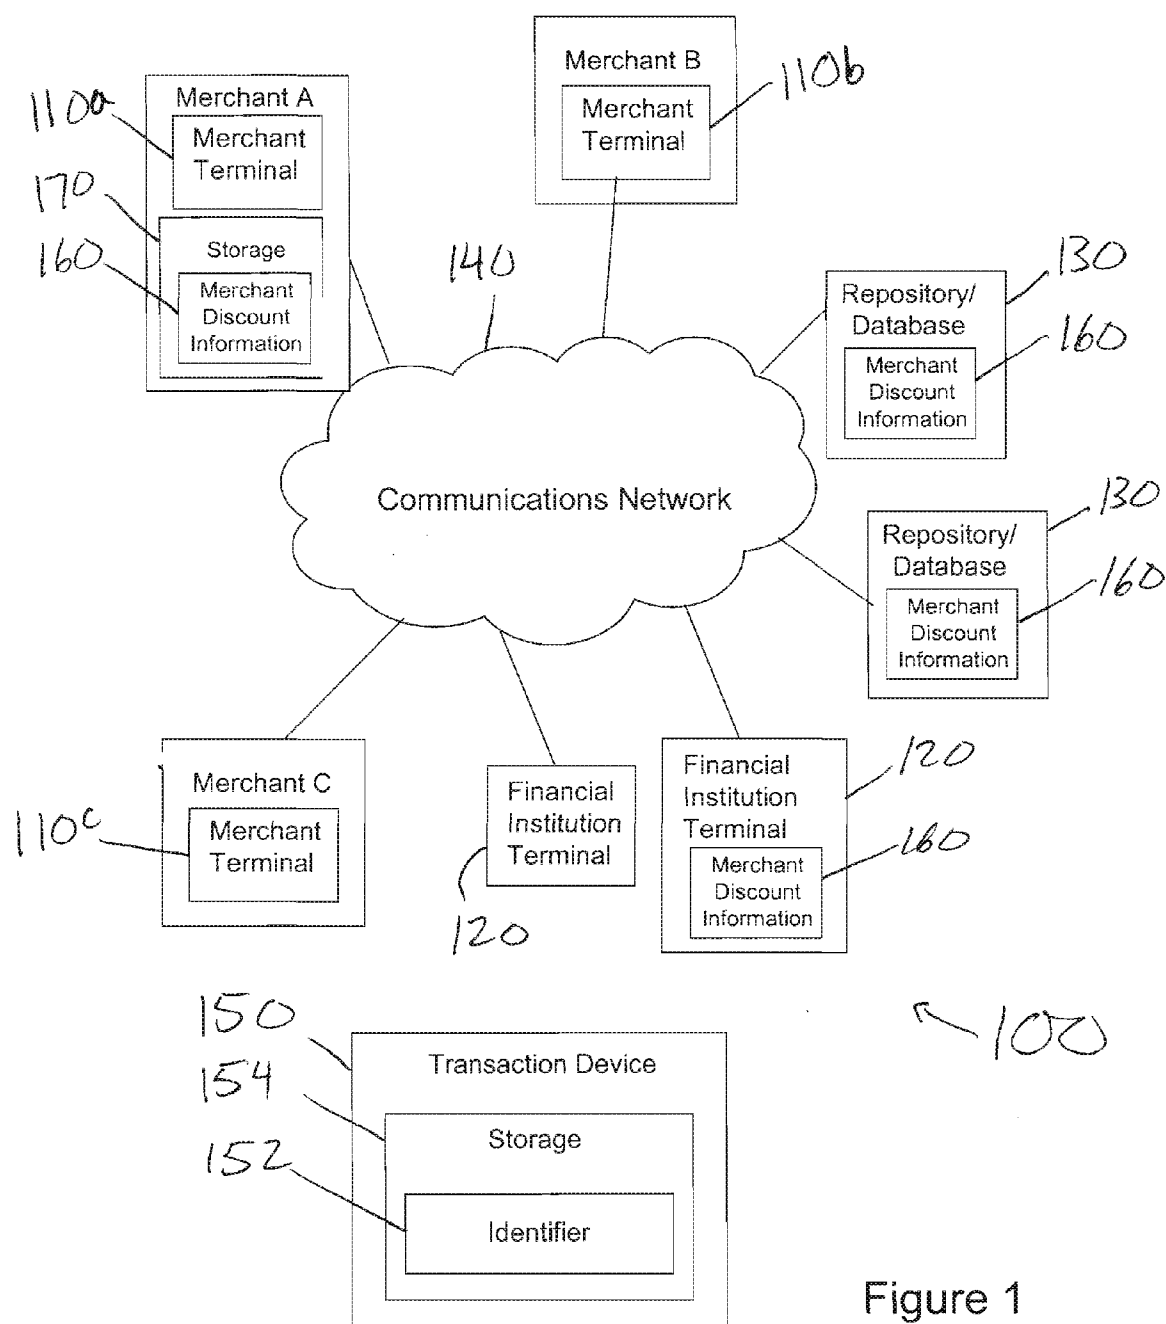 Merchant B
110b
Merchant
Terminal
Merchant A
110a
Merchant
Terminal
170
Storage
160
Merchant
Discount
Information
140
130
Repository/
Database
160
Merchant
Discount
Information
Communications Network
130
Repository/
Database
160
Merchant
Discount
Information
Merchant C
110c
Merchant
Terminal
Financial
Institution
Terminal
120
120
Financial
Institution
Terminal
160
Merchant
Discount
Information
100
150
Transaction Device
154
Storage
152
Identifier
Figure 1